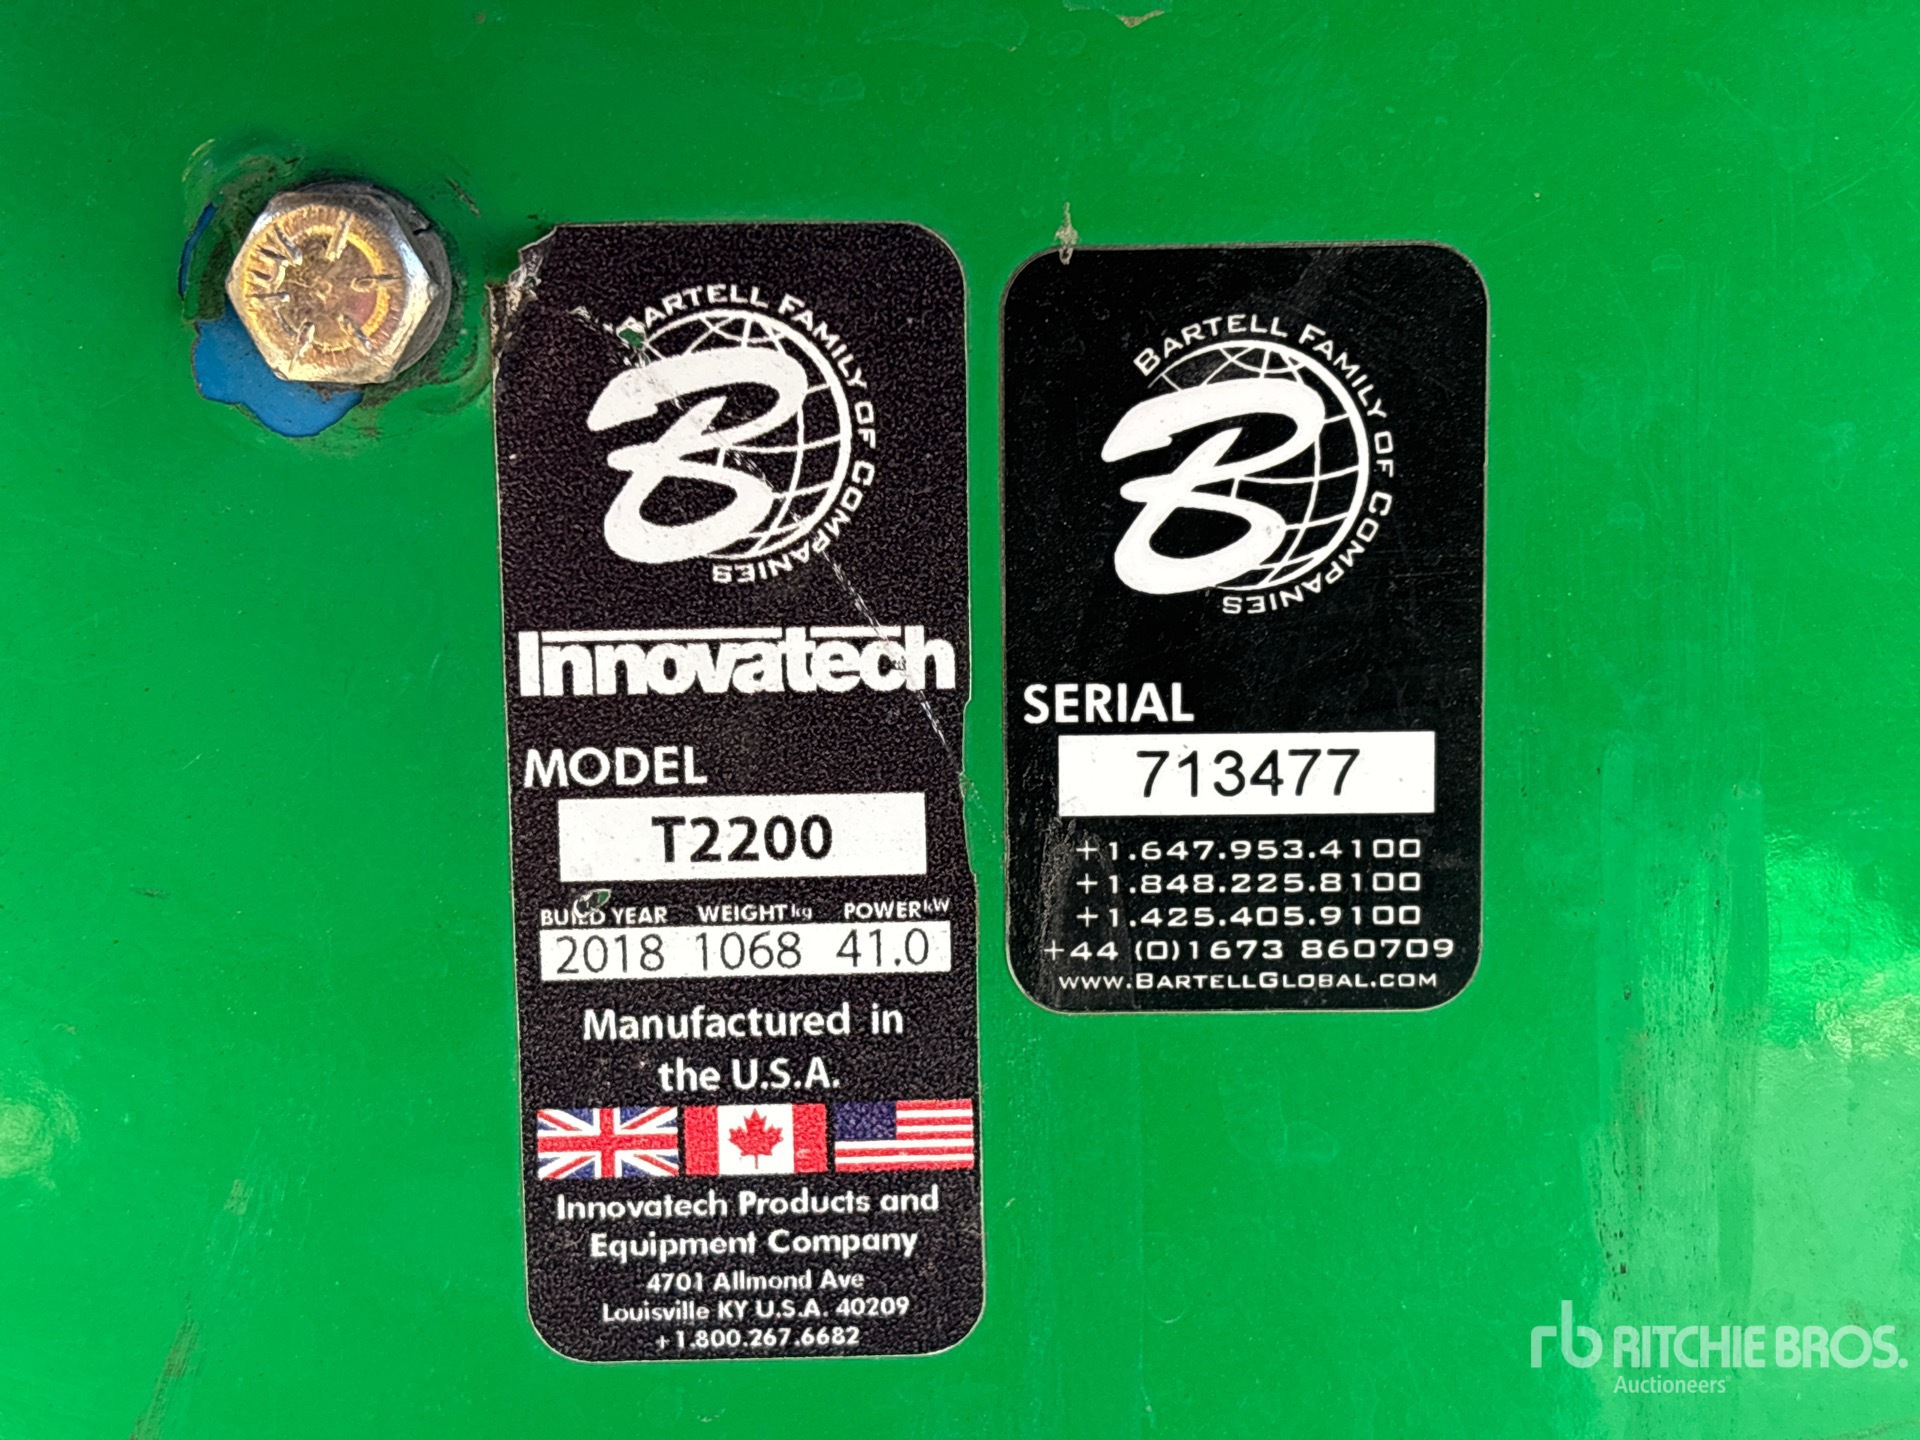 BARTELL FAMILY OF COMPANIES
B
Innovatech
MODEL
T2200
BUILD YEAR WEIGHT kg POWER kW
2018 1068 41.0
Manufactured in
the U.S.A.
Innovatech Products and
Equipment Company
4701 Allmond Ave
Louisville KY U.S.A. 40209
+1.800.267.6682
BARTELL FAMILY OF COMPANIES
B
SERIAL
713477
+1.647.953.4100
+1.848.225.8100
+1.425.405.9100
+44 (0)1673 860709
WWW.BARTELLGLOBAL.COM
rb RITCHIE BROS.
Auctioneers